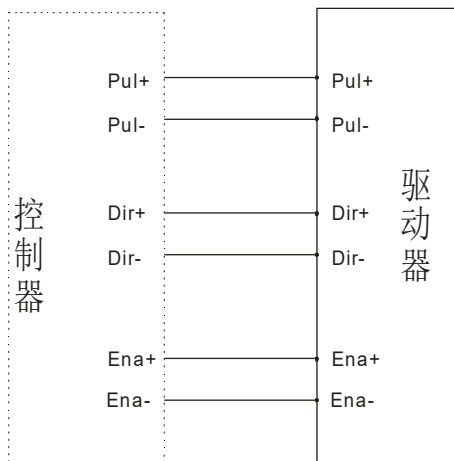 Pul+ Pul+
Pul- Pul-
Dir+ Dir+
Dir- Dir-
Ena+ Ena+
Ena- Ena-
控制器
驱动器